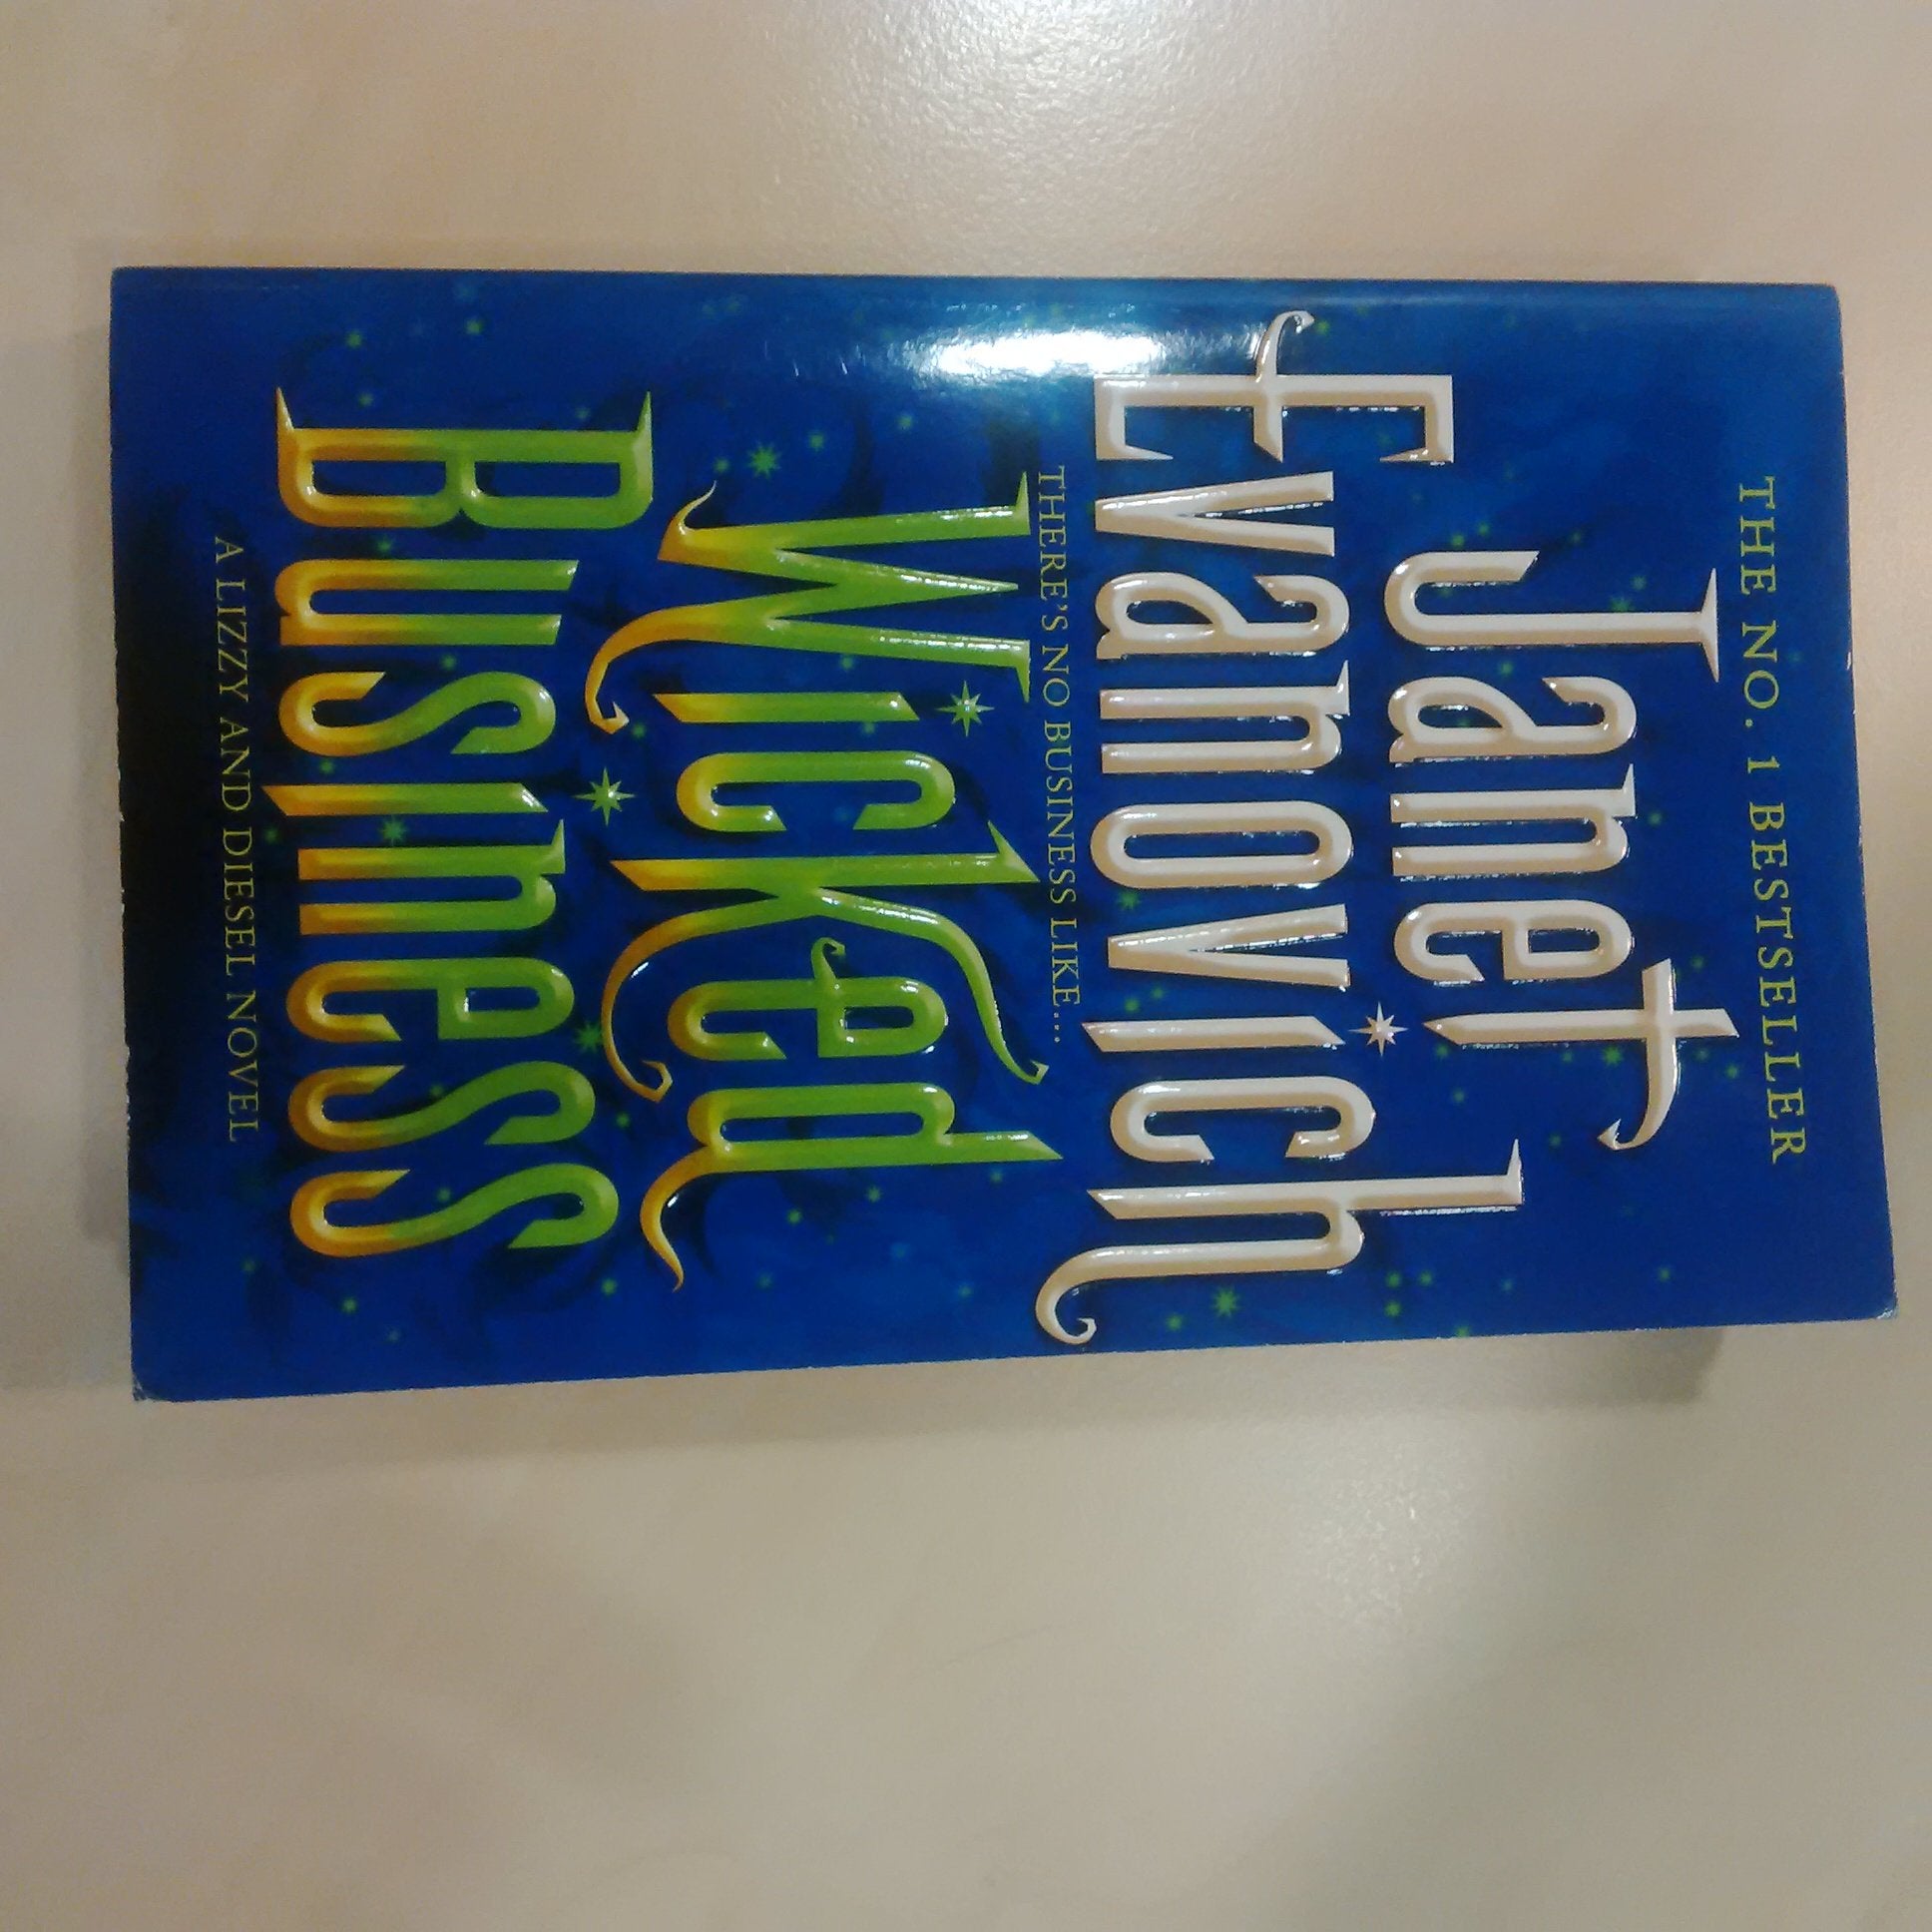 THE NO. 1 BESTSELLER
Janet
Evanovich
THERE'S NO BUSINESS LIKE...
Wicked
Business
A LIZZY AND DIESEL NOVEL